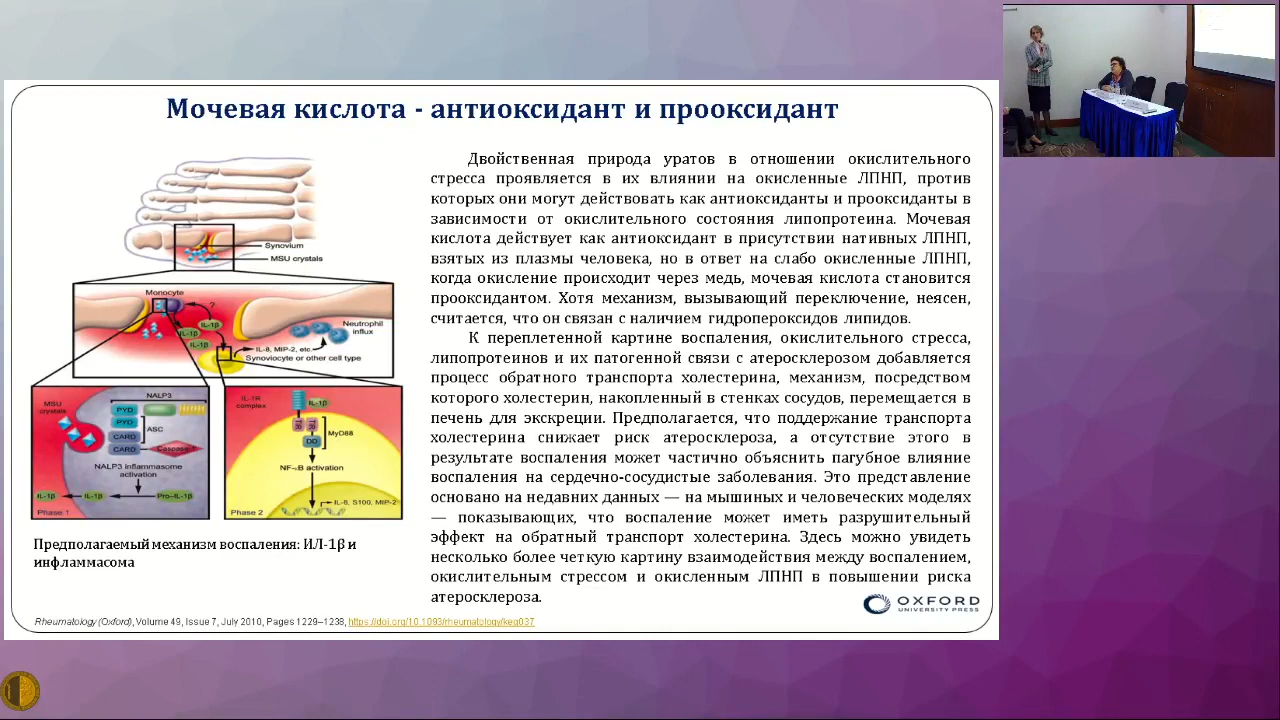 Мочевая кислота - антиоксидант и прооксидант
Synovium
MSU crystals
Monocyte
?
IL-1β
IL-1β
IL-1β
Neutrophil
influx
IL-8, MIP-2, etc.
Synoviocyte or other cell type
MSU
crystals
NALP3
PYD
PYD
ASC
CARD
CARD
Caspase-1
NALP3 inflammasome
activation
IL-1β
IL-1β
Pro-IL-1β
Phase 1
IL-1R
complex
IL-1β
TIR
TIR
MyD88
DD
NF-κB activation
IL-8, S100, MIP-2
Phase 2
Предполагаемый механизм воспаления: ИЛ-1β и
инфламмасома
Двойственная природа уратов в отношении окислительного
стресса проявляется в их влиянии на окисленные ЛПНП, против
которых они могут действовать как антиоксиданты и прооксиданты в
зависимости от окислительного состояния липопротеина. Мочевая
кислота действует как антиоксидант в присутствии нативных ЛПНП,
взятых из плазмы человека, но в ответ на слабо окисленные ЛПНП,
когда окисление происходит через медь, мочевая кислота становится
прооксидантом. Хотя механизм, вызывающий переключение, неясен,
считается, что он связан с наличием гидропероксидов липидов.
К переплетенной картине воспаления, окислительного стресса,
липопротеинов и их патогенной связи с атеросклерозом добавляется
процесс обратного транспорта холестерина, механизм, посредством
которого холестерин, накопленный в стенках сосудов, перемещается в
печень для экскреции. Предполагается, что поддержание транспорта
холестерина снижает риск атеросклероза, а отсутствие этого в
результате воспаления может частично объяснить пагубное влияние
воспаления на сердечно-сосудистые заболевания. Это представление
основано на недавних данных — на мышиных и человеческих моделях
— показывающих, что воспаление может иметь разрушительный
эффект на обратный транспорт холестерина. Здесь можно увидеть
несколько более четкую картину взаимодействия между воспалением,
окислительным стрессом и окисленным ЛПНП в повышении риска
атеросклероза.
OXFORD
UNIVERSITY PRESS
Rheumatology (Oxford), Volume 49, Issue 7, July 2010, Pages 1229–1238, https://doi.org/10.1093/rheumatology/keq037